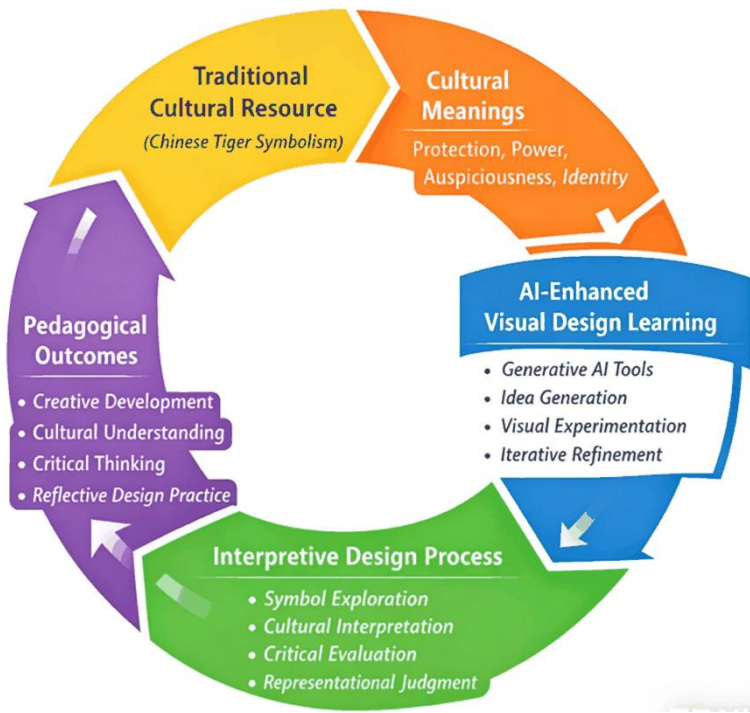 Traditional
Cultural Resource
(Chinese Tiger Symbolism)
Cultural
Meanings
Protection, Power,
Auspiciousness, Identity
AI-Enhanced
Visual Design Learning
• Generative AI Tools
• Idea Generation
• Visual Experimentation
• Iterative Refinement
Interpretive Design Process
• Symbol Exploration
• Cultural Interpretation
• Critical Evaluation
• Representational Judgment
Pedagogical
Outcomes
• Creative Development
• Cultural Understanding
• Critical Thinking
• Reflective Design Practice